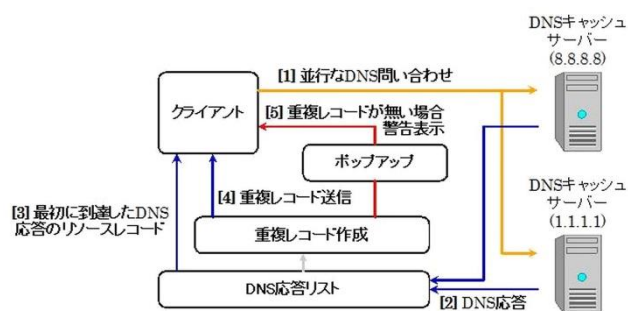 DNSキャッシュ
サーバー
(8.8.8.8)
[1] 並行なDNS問い合わせ
クライアント
[5] 重複レコードが無い場合
警告表示
ポップアップ
DNSキャッシュ
サーバー
(1.1.1.1)
[4] 重複レコード送信
[3] 最初に到達したDNS
応答のリソースレコード
重複レコード作成
DNS応答リスト
[2] DNS応答